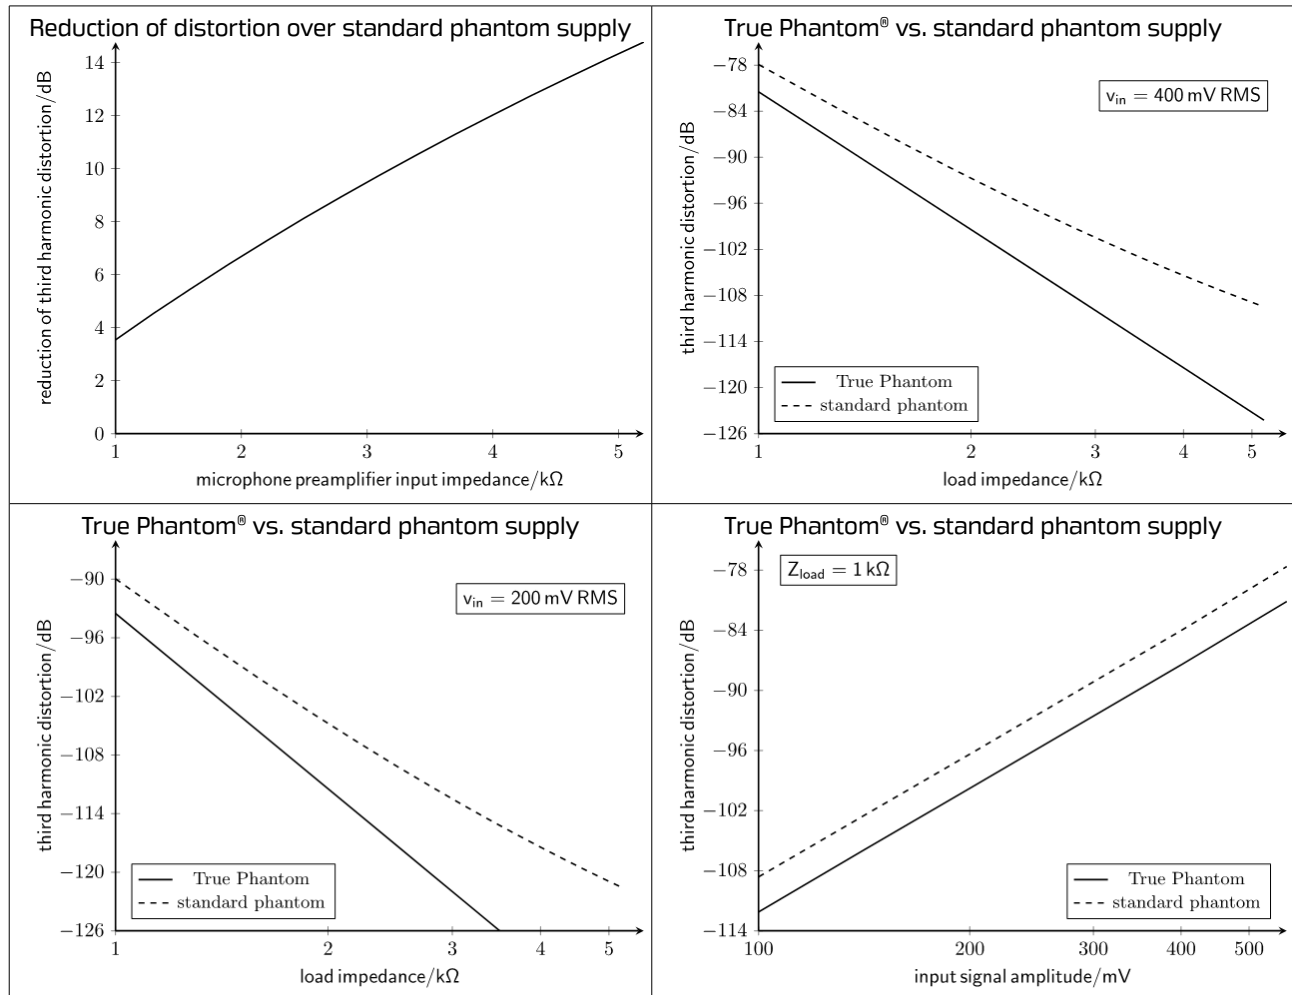 Reduction of distortion over standard phantom supply
reduction of third harmonic distortion/dB
14
12
10
8
6
4
2
0
1 2 3 4 5
microphone preamplifier input impedance/kΩ
True Phantom® vs. standard phantom supply
third harmonic distortion/dB
v_in = 400 mV RMS
−78
−84
−90
−96
−102
−108
−114
−120
−126
True Phantom
standard phantom
1 2 3 4 5
load impedance/kΩ
True Phantom® vs. standard phantom supply
third harmonic distortion/dB
v_in = 200 mV RMS
−90
−96
−102
−108
−114
−120
−126
True Phantom
standard phantom
1 2 3 4 5
load impedance/kΩ
True Phantom® vs. standard phantom supply
third harmonic distortion/dB
Z_load = 1 kΩ
−78
−84
−90
−96
−102
−108
−114
True Phantom
standard phantom
100 200 300 400 500
input signal amplitude/mV